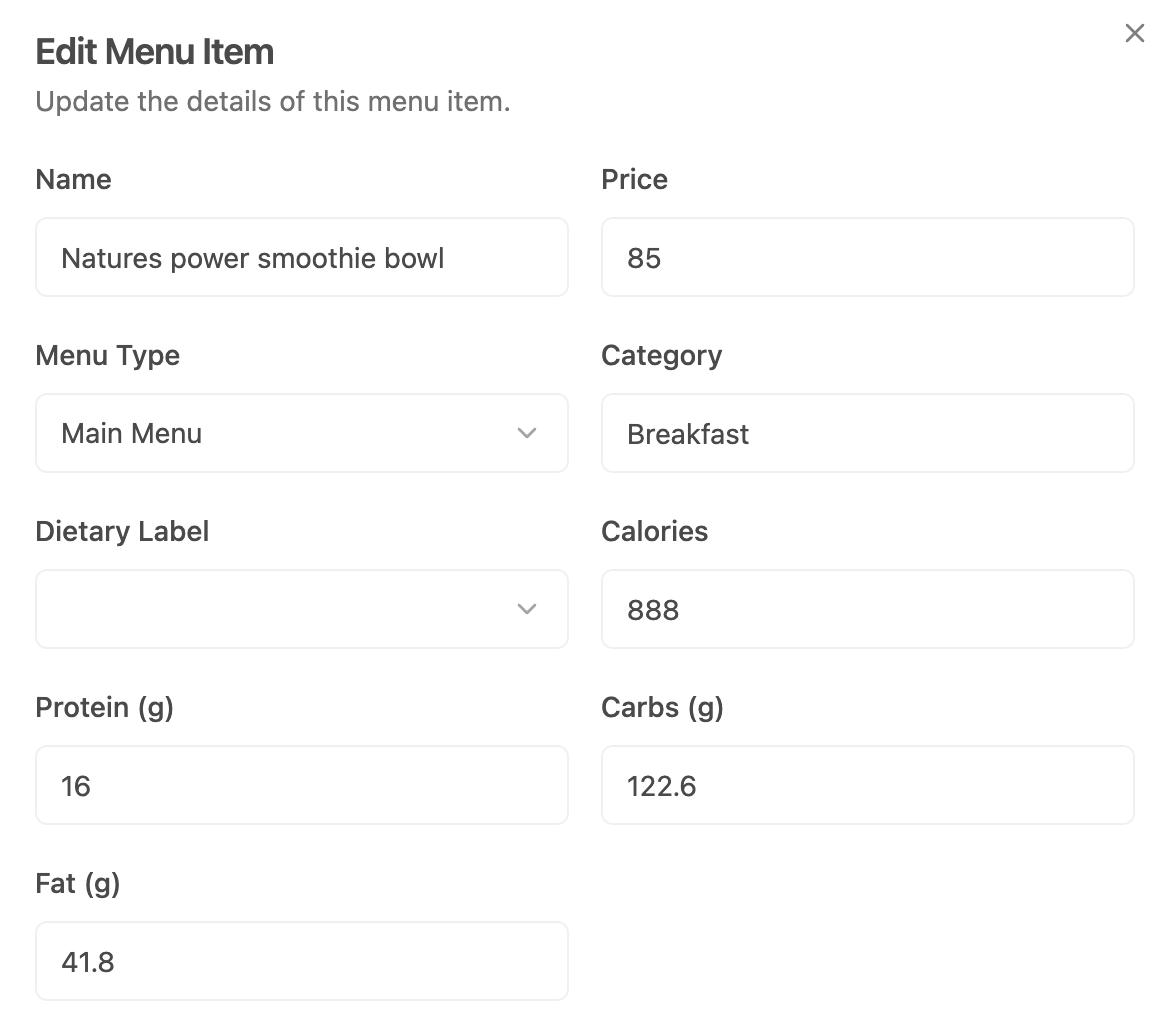 Edit Menu Item
Update the details of this menu item.
Name
Price
Natures power smoothie bowl
85
Menu Type
Category
Main Menu
Breakfast
Dietary Label
Calories
888
Protein (g)
Carbs (g)
16
122.6
Fat (g)
41.8